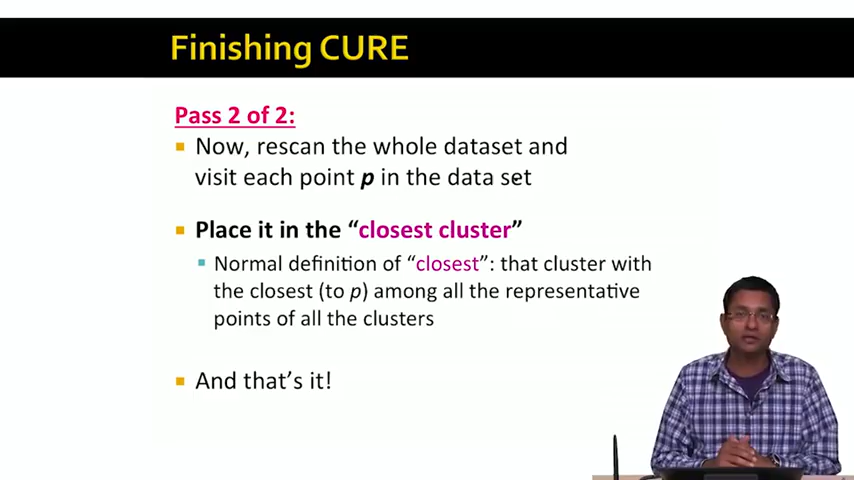 Finishing CURE
Pass 2 of 2:
Now, rescan the whole dataset and
visit each point p in the data set
Place it in the “closest cluster”
Normal definition of “closest”: that cluster with
the closest (to p) among all the representative
points of all the clusters
And that’s it!